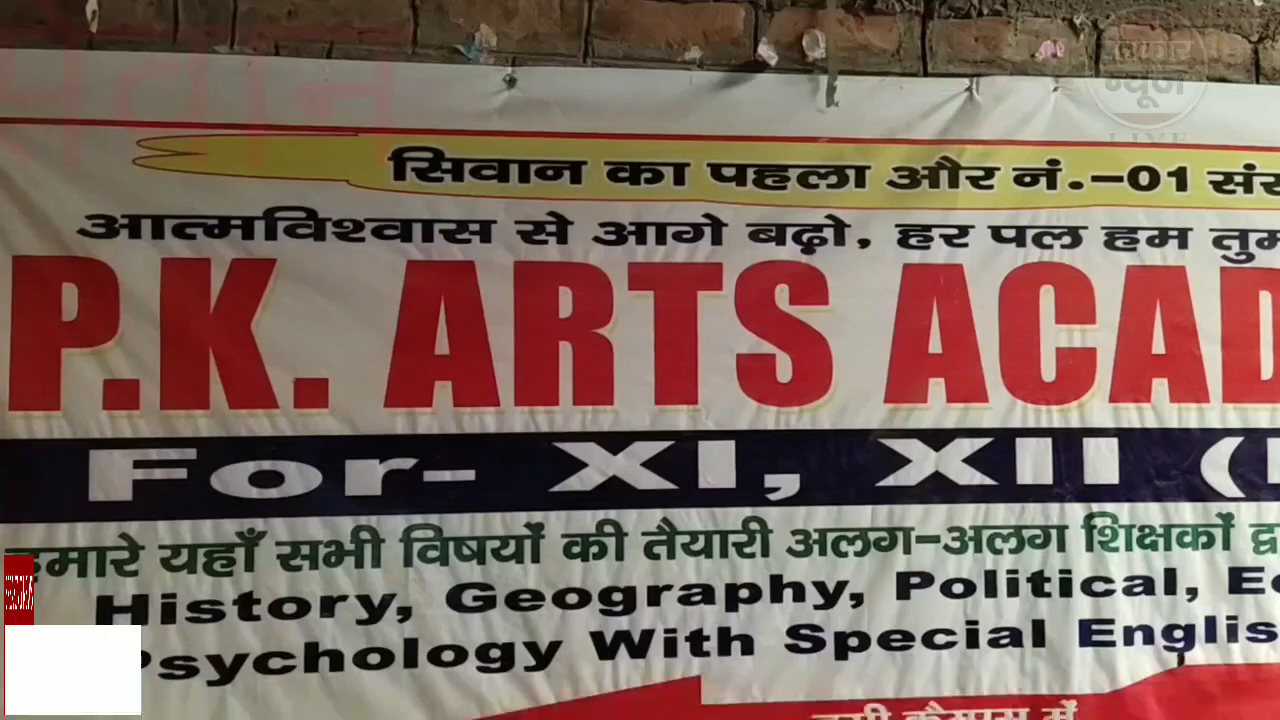 सिवान
न्यूज
LIVE
सिवान का पहला और नं.-01
आत्मविश्वास से आगे बढ़ो, हर पल हम
P.K. ARTS
For- XI, XII
हमारे यहाँ सभी विषयों की तैयारी अलग-अलग शिक्षकों
History, Geography, Political,
Psychology With Special